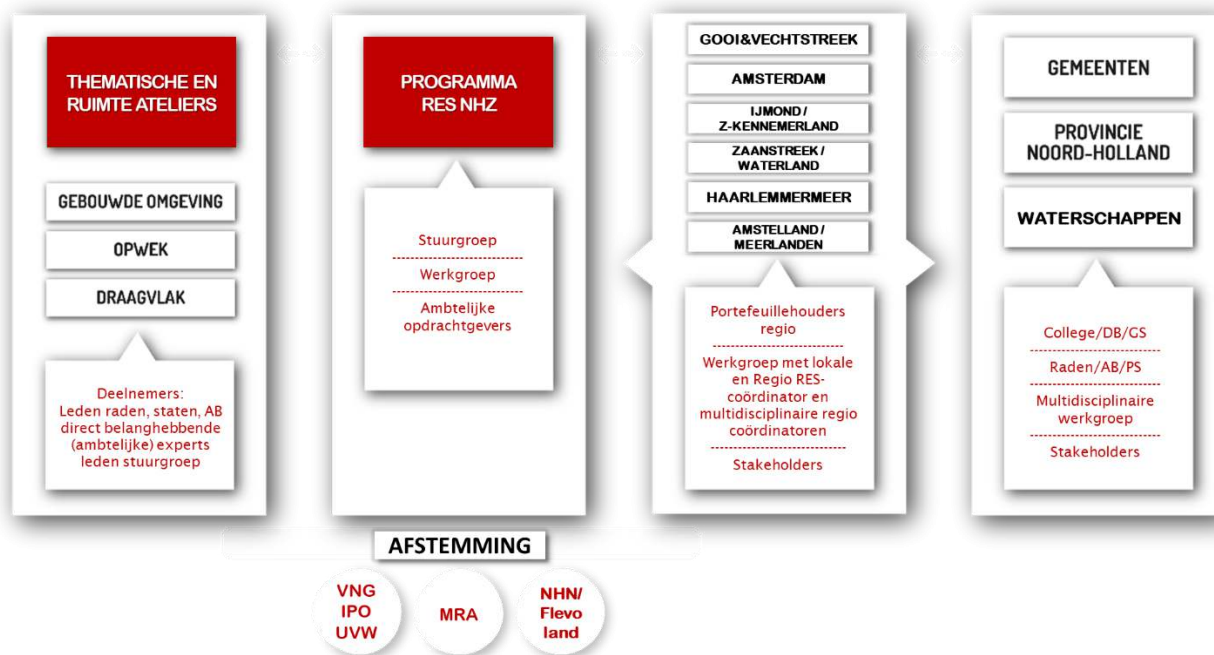 THEMATISCHE EN
RUIMTE ATELIERS
GEBOUWDE OMGEVING
OPWEK
DRAAGVLAK
Deelnemers:
Leden raden, staten, AB
direct belanghebbende
(ambtelijke) experts
leden stuurgroep
PROGRAMMA
RES NHZ
Stuurgroep
Werkgroep
Ambtelijke
opdrachtgevers
GOOI&VECHTSTREEK
AMSTERDAM
IJMOND /
Z-KENNEMERLAND
ZAANSTREEK /
WATERLAND
HAARLEMMERMEER
AMSTELLAND /
MEERLANDEN
Portefeuillehouders
regio
Werkgroep met lokale
en Regio RES-
coördinator en
multidisciplinaire regio
coördinatoren
Stakeholders
GEMEENTEN
PROVINCIE
NOORD-HOLLAND
WATERSCHAPPEN
College/DB/GS
Raden/AB/PS
Multidisciplinaire
werkgroep
Stakeholders
AFSTEMMING
VNG
IPO
UVW
MRA
NHN/
Flevo
land